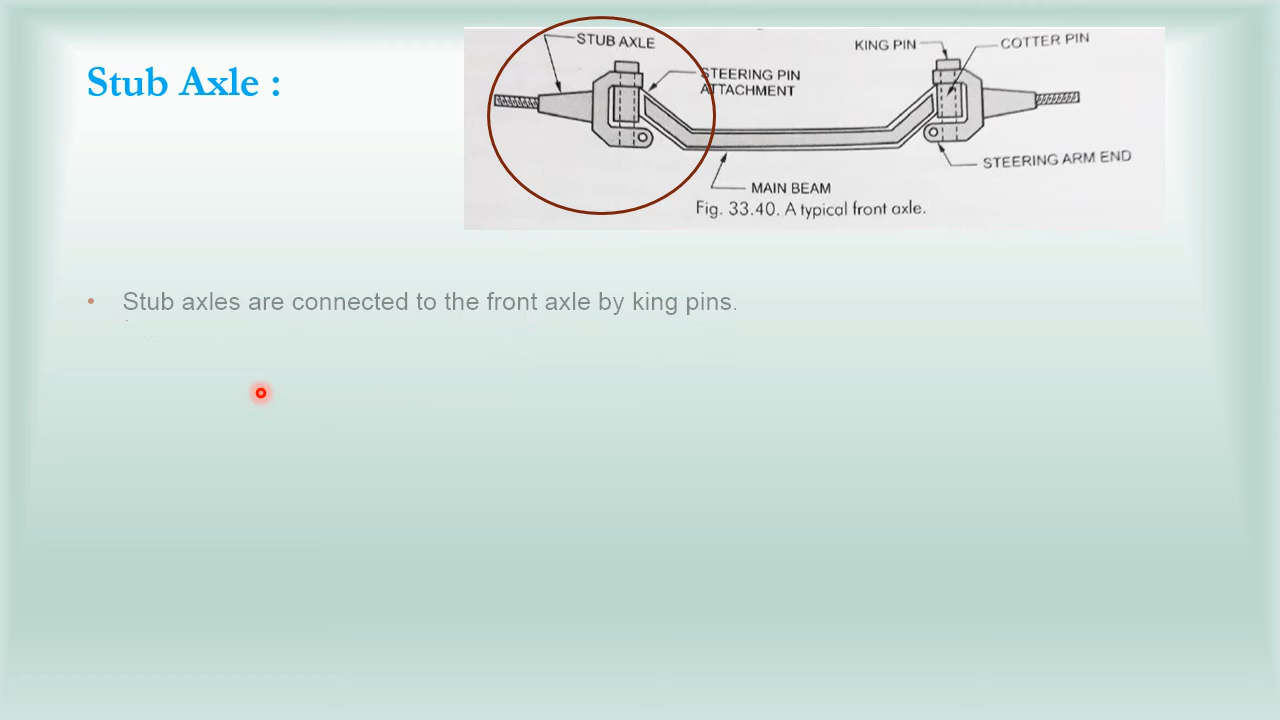 Stub Axle :
STUB AXLE
KING PIN
COTTER PIN
STEERING PIN
ATTACHMENT
STEERING ARM END
MAIN BEAM
Fig. 33.40. A typical front axle.
• Stub axles are connected to the front axle by king pins.